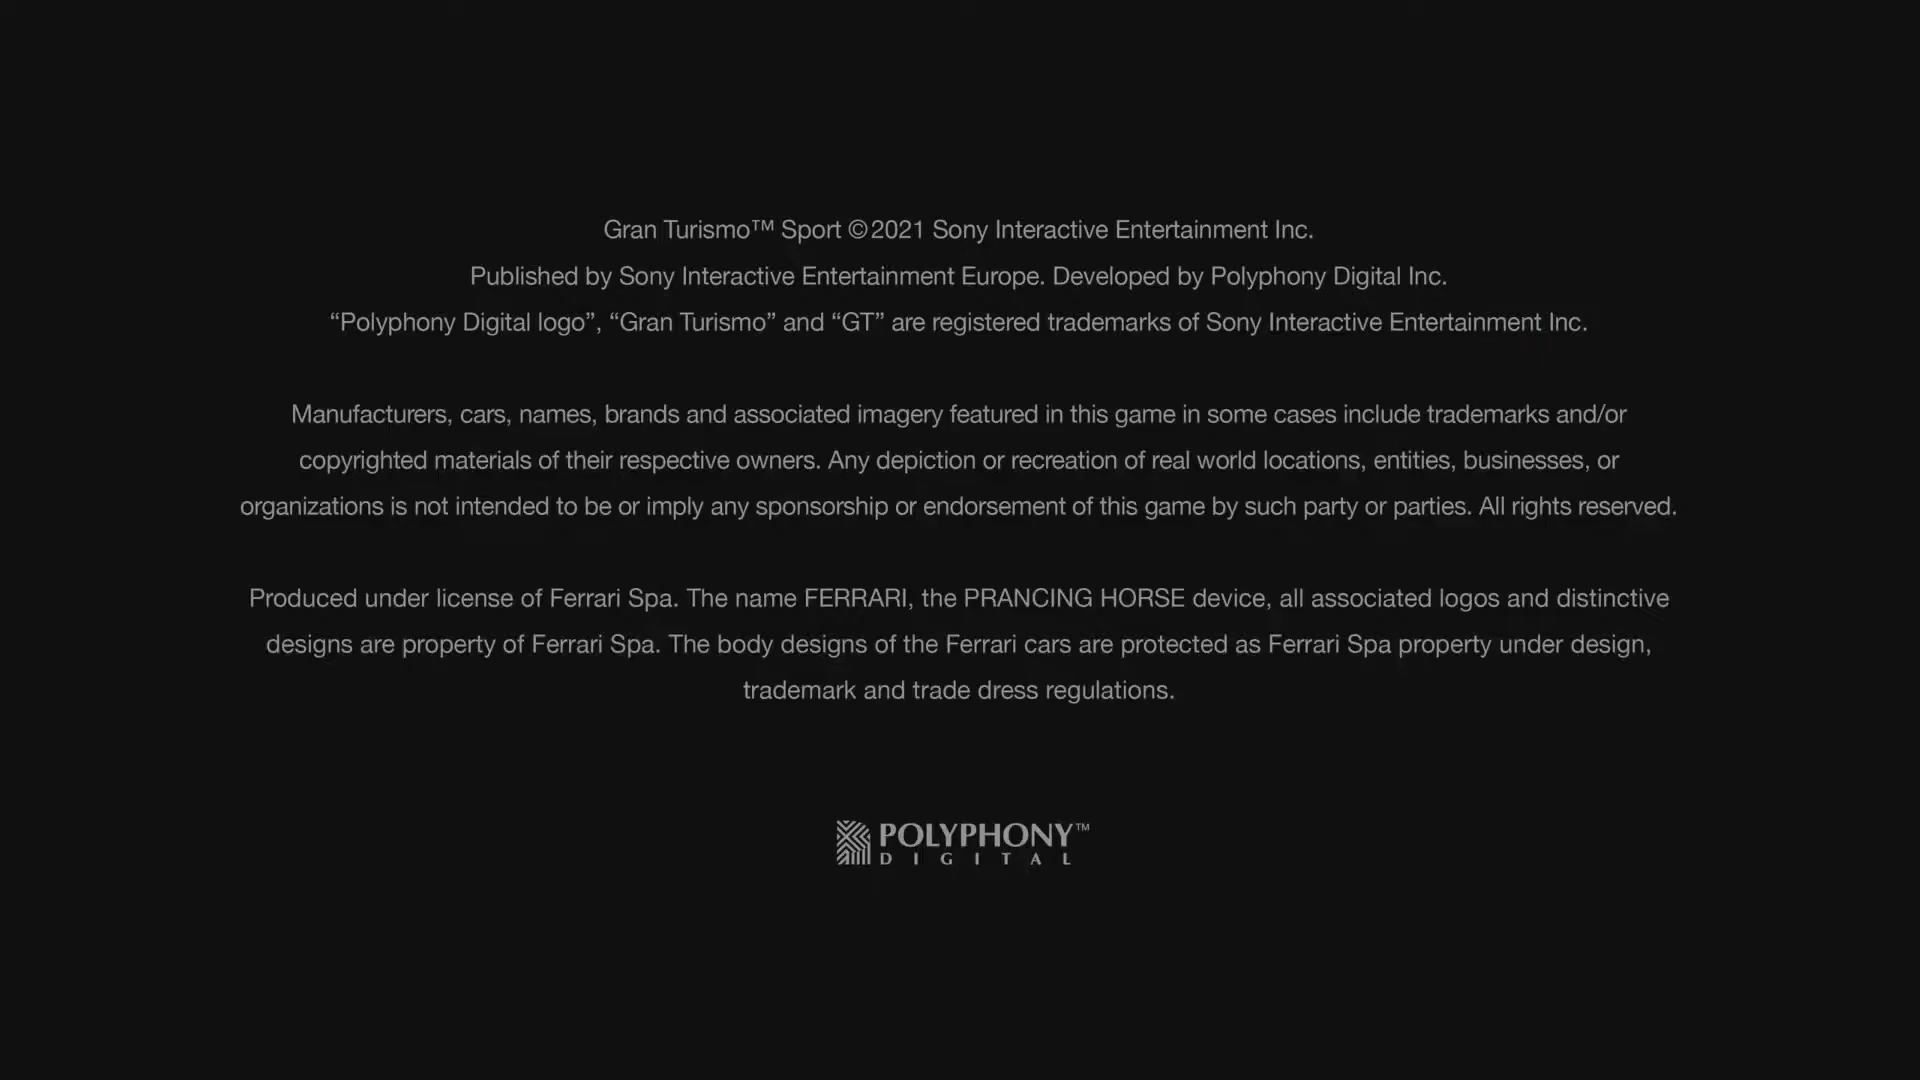 Gran Turismo™ Sport ©2021 Sony Interactive Entertainment Inc.
Published by Sony Interactive Entertainment Europe. Developed by Polyphony Digital Inc.
“Polyphony Digital logo”, “Gran Turismo” and “GT” are registered trademarks of Sony Interactive Entertainment Inc.
Manufacturers, cars, names, brands and associated imagery featured in this game in some cases include trademarks and/or
copyrighted materials of their respective owners. Any depiction or recreation of real world locations, entities, businesses, or
organizations is not intended to be or imply any sponsorship or endorsement of this game by such party or parties. All rights reserved.
Produced under license of Ferrari Spa. The name FERRARI, the PRANCING HORSE device, all associated logos and distinctive
designs are property of Ferrari Spa. The body designs of the Ferrari cars are protected as Ferrari Spa property under design,
trademark and trade dress regulations.
POLYPHONY™
DIGITAL